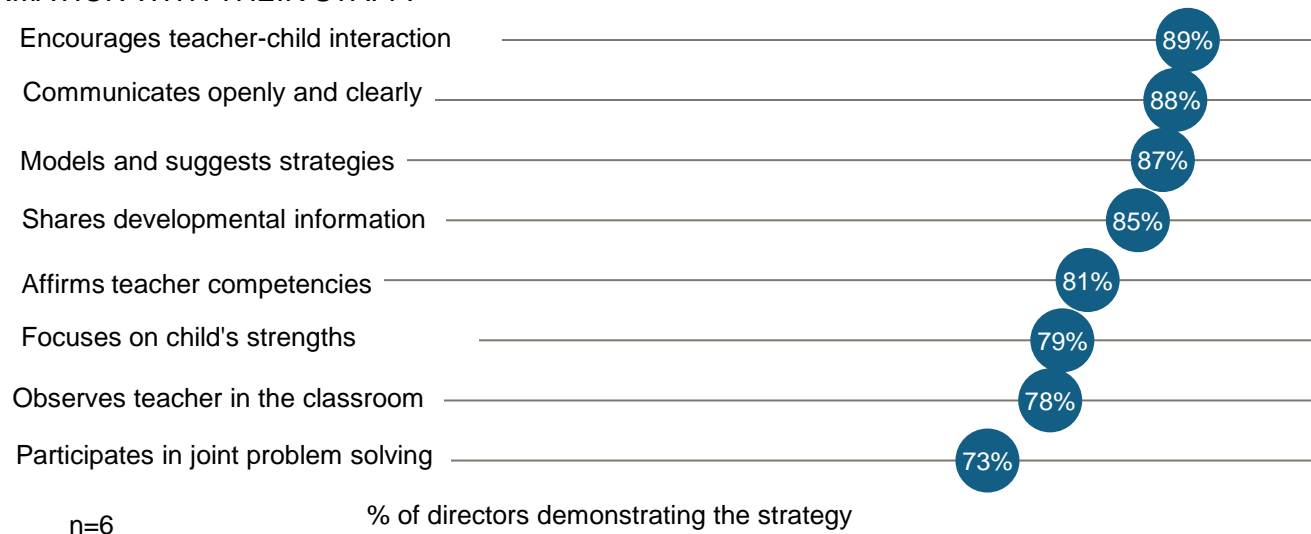 Encourages teacher-child interaction 89%
Communicates openly and clearly 88%
Models and suggests strategies 87%
Shares developmental information 85%
Affirms teacher competencies 81%
Focuses on child's strengths 79%
Observes teacher in the classroom 78%
Participates in joint problem solving 73%
% of directors demonstrating the strategy
n=6